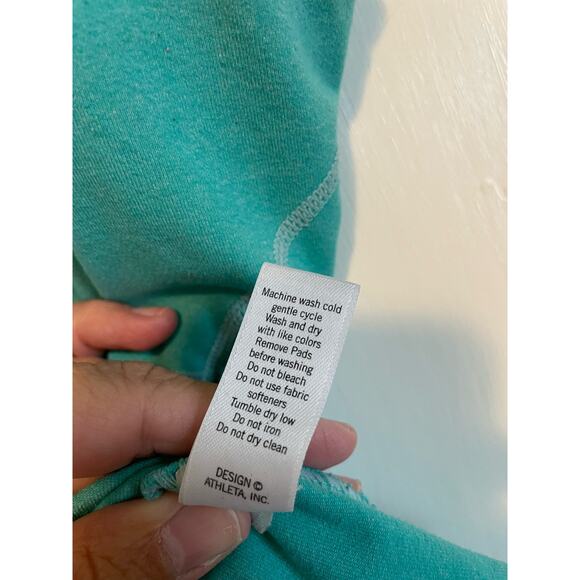 Machine wash cold
gentle cycle
Wash and dry
with like colors
Remove Pads
before washing
Do not bleach
Do not use fabric
softeners
Tumble dry low
Do not iron
Do not dry clean
DESIGN ©
ATHLETA, INC.